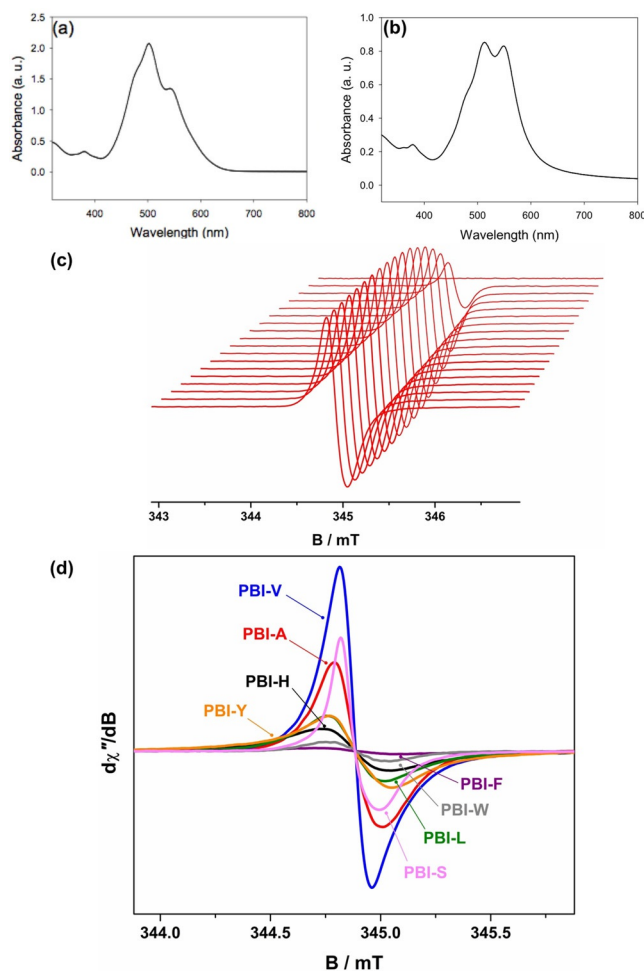 (a)
2.5
2.0
1.5
1.0
0.5
0.0
Absorbance (a. u.)
400 500 600 700 800
Wavelength (nm)
(b)
1.0
0.8
0.6
0.4
0.2
0.0
Absorbance (a. u.)
400 500 600 700 800
Wavelength (nm)
(c)
343 344 345 346
B / mT
(d)
PBI-V
PBI-A
PBI-H
PBI-Y
PBI-F
PBI-W
PBI-L
PBI-S
dχ″/dB
344.0 344.5 345.0 345.5
B / mT